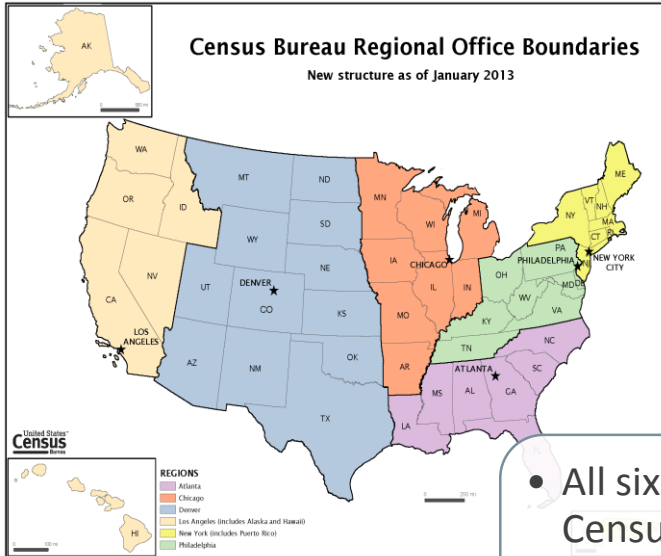 Census Bureau Regional Office Boundaries
New structure as of January 2013
AK
WA
MT
ND
MN
ME
OR
ID
SD
WI
MI
VT
NH
NY
MA
CT
RI
WY
IA
CHICAGO
PA
PHILADELPHIA
NEW YORK
CITY
NV
NE
OH
NJ
UT
DENVER
CO
IL
IN
MD
DE
WV
VA
CA
KS
MO
KY
LOS
ANGELES
OK
TN
NC
AZ
NM
AR
ATLANTA
SC
MS
AL
GA
TX
LA
FL
United States
Census
Bureau
REGIONS
Atlanta
Chicago
Denver
Los Angeles (includes Alaska and Hawaii)
New York (includes Puerto Rico)
Philadelphia
HI
• All six
Censu